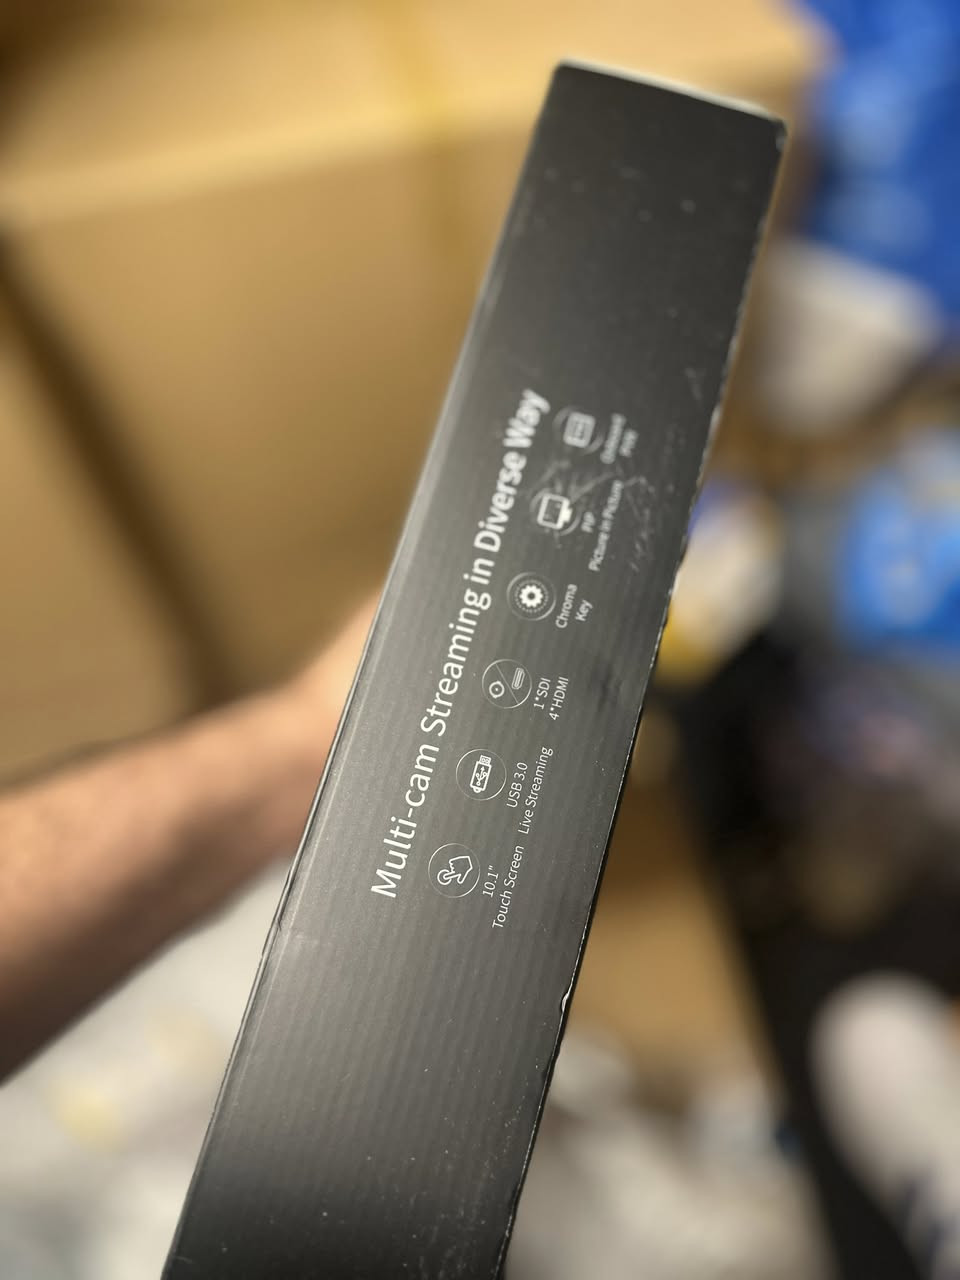 Multi-cam Streaming in Diverse Way
10.1"
Touch Screen
USB 3.0
Live Streaming
1*SDI
4*HDMI
Chroma
Key
PIP
Picture in Picture
Onboard